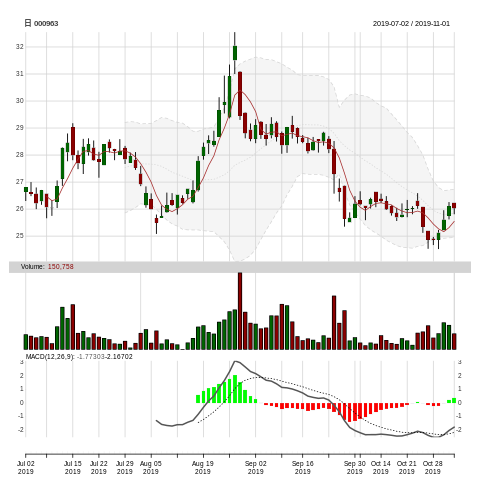 日 000963
2019-07-02 / 2019-11-01
32
31
30
29
28
27
26
25
Volume: 150,758
MACD(12,26,9): -1.77303-2.16702
3 3
2 2
1 1
0 0
-1 -1
-2 -2
Jul 02 Jul 15 Jul 22 Jul 29 Aug 05 Aug 19 Sep 02 Sep 16 Sep 30 Oct 14 Oct 21 Oct 28
2019 2019 2019 2019 2019 2019 2019 2019 2019 2019 2019 2019